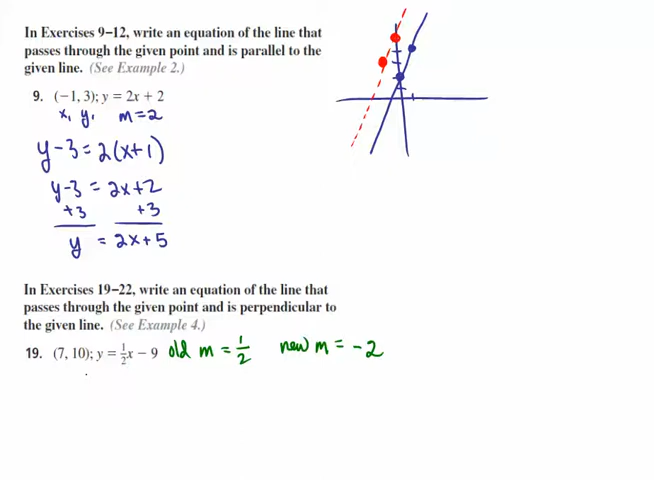 In Exercises 9–12, write an equation of the line that
passes through the given point and is parallel to the
given line. (See Example 2.)
9. (−1, 3); y = 2x + 2
x, y, m = 2
y − 3 = 2(x + 1)
y − 3 = 2x + 2
+3 +3
y = 2x + 5
In Exercises 19–22, write an equation of the line that
passes through the given point and is perpendicular to
the given line. (See Example 4.)
19. (7, 10); y = ½x − 9 old m = 1/2 new m = −2